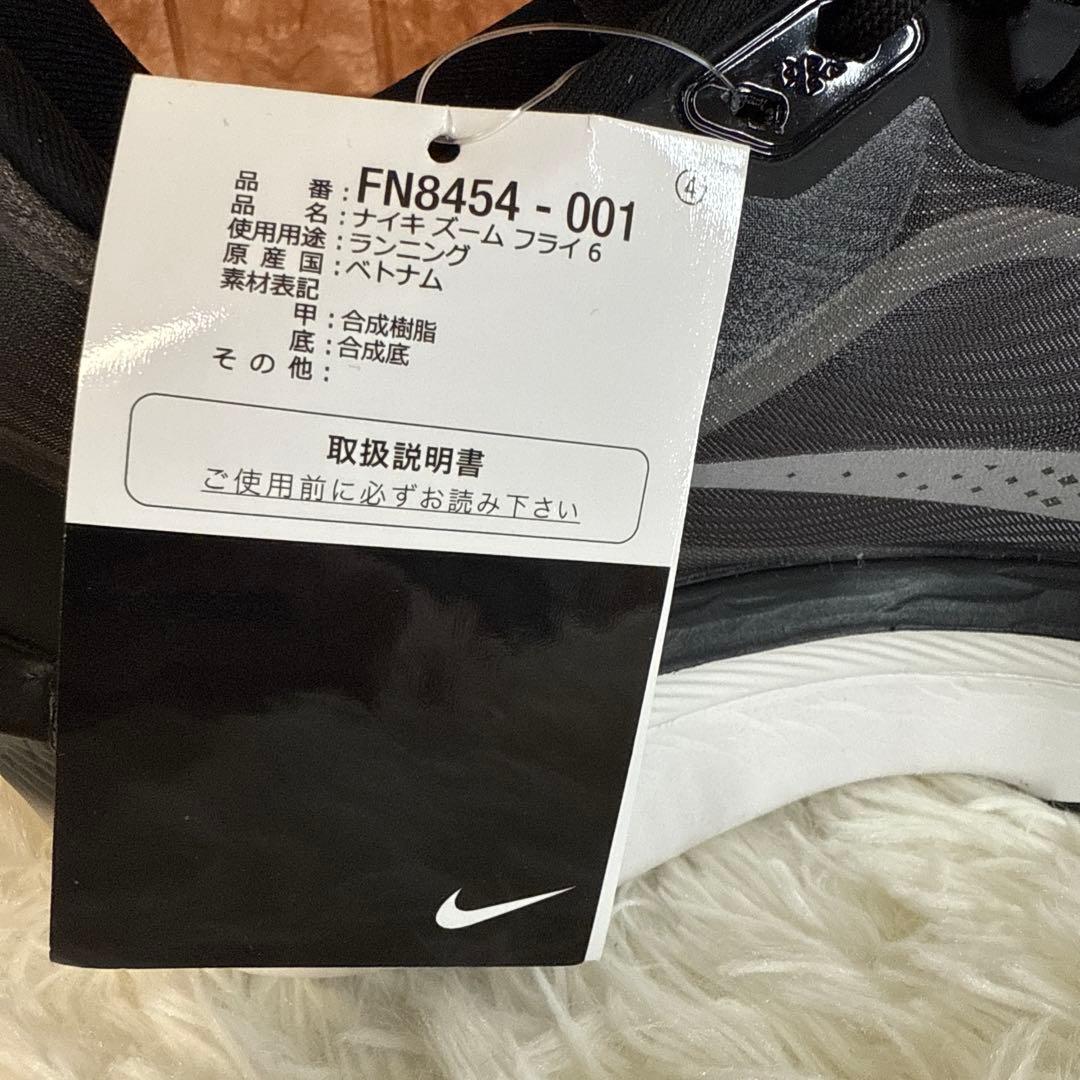 品番：FN8454 - 001
④
品名：ナイキ ズーム フライ 6
使用用途：ランニング
原産国：ベトナム
素材表記
甲：合成樹脂
底：合成底
その他：
取扱説明書
ご使用前に必ずお読み下さい